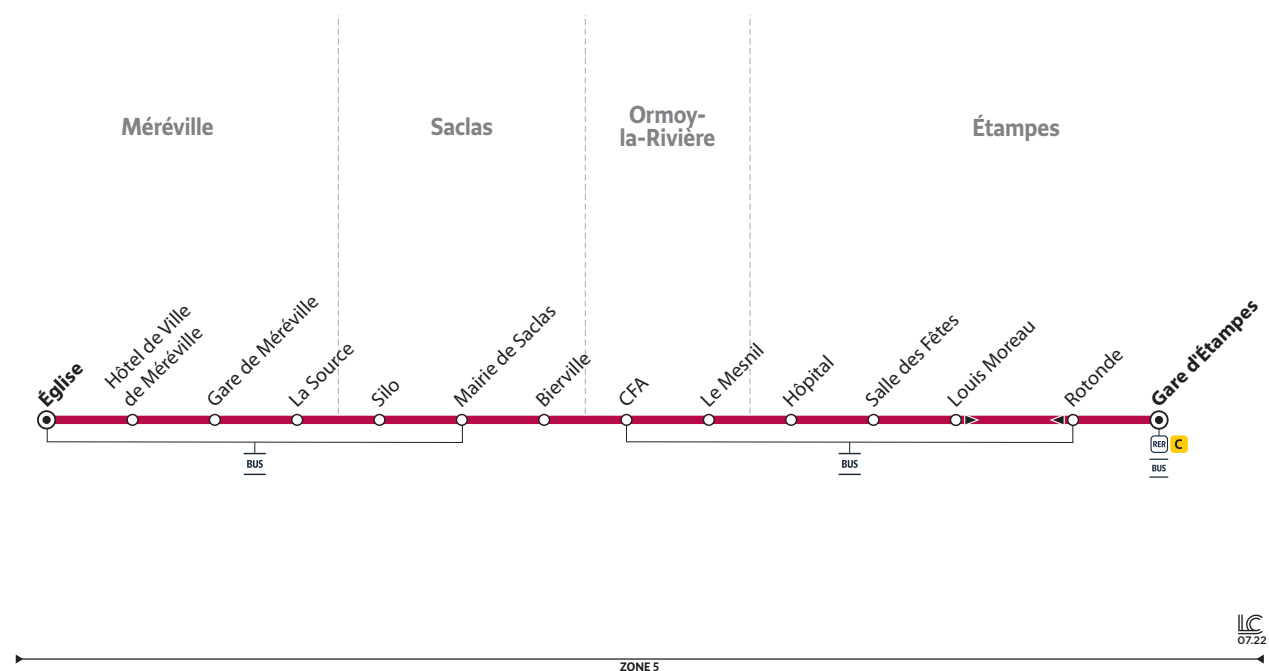 Méréville
Saclas
Ormoy-
la-Rivière
Étampes
Église
Hôtel de Ville
de Méréville
Gare de Méréville
La Source
Silo
Mairie de Saclas
Bierville
CFA
Le Mesnil
Hôpital
Salle des Fêtes
Louis Moreau
Rotonde
Gare d'Étampes
BUS
BUS
RER C
BUS
LC
07.22
ZONE 5